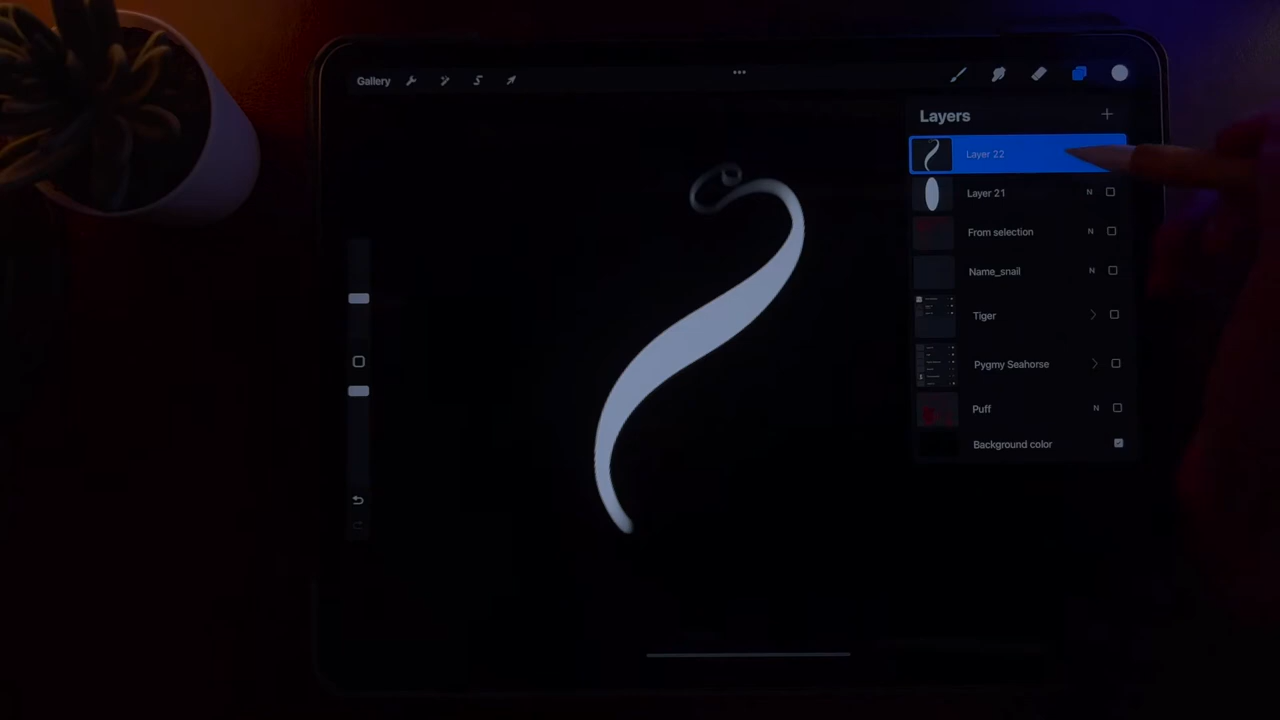 Gallery
Layers
Layer 22
Layer 21 N
From selection N
Name_snail N
Tiger
Pygmy Seahorse
Puff N
Background color